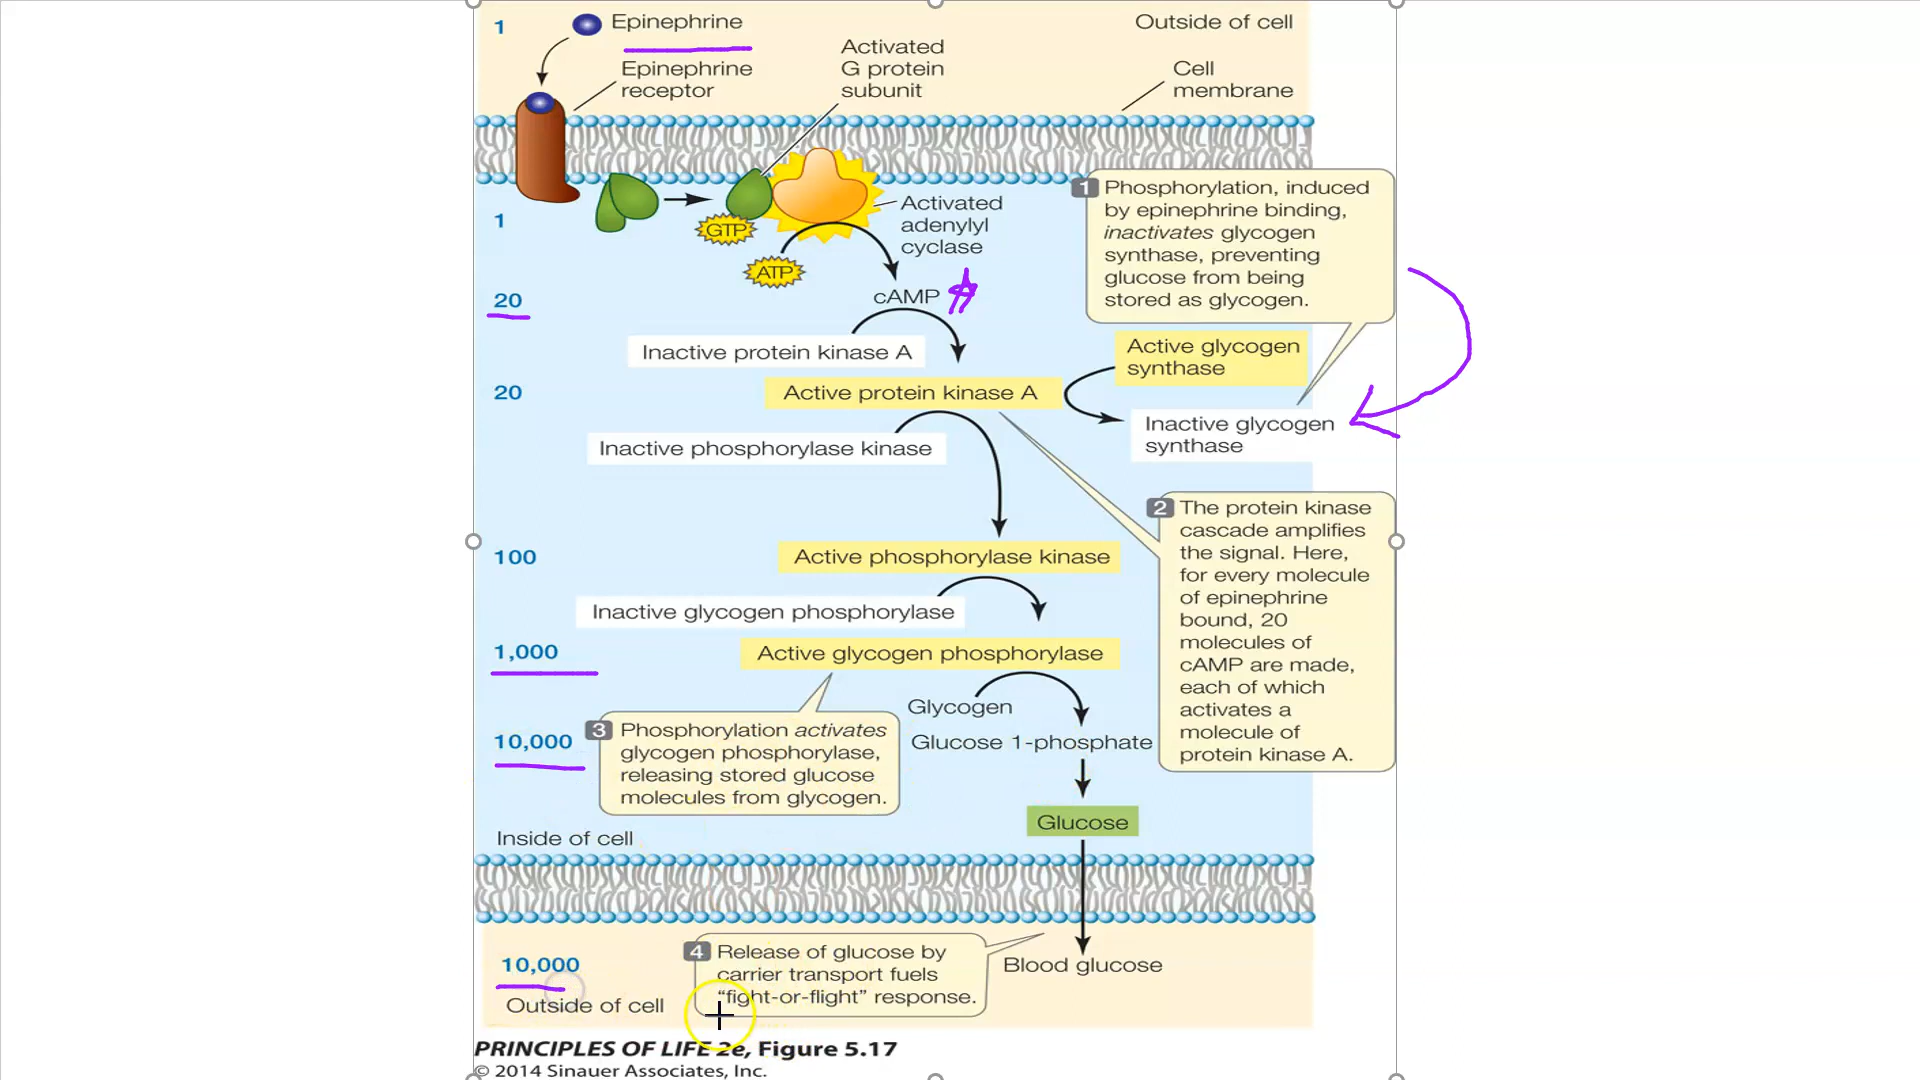 1
Epinephrine
Outside of cell
Epinephrine
receptor
Activated
G protein
subunit
Cell
membrane
1
GTP
ATP
Activated
adenylyl
cyclase
1 Phosphorylation, induced
by epinephrine binding,
inactivates glycogen
synthase, preventing
glucose from being
stored as glycogen.
20
cAMP
Inactive protein kinase A
Active glycogen
synthase
20
Active protein kinase A
Inactive glycogen
synthase
Inactive phosphorylase kinase
2 The protein kinase
cascade amplifies
the signal. Here,
for every molecule
of epinephrine
bound, 20
molecules of
cAMP are made,
each of which
activates a
molecule of
protein kinase A.
100
Active phosphorylase kinase
Inactive glycogen phosphorylase
1,000
Active glycogen phosphorylase
Glycogen
10,000
3 Phosphorylation activates
glycogen phosphorylase,
releasing stored glucose
molecules from glycogen.
Glucose 1-phosphate
Glucose
Inside of cell
10,000
4 Release of glucose by
carrier transport fuels
“fight-or-flight” response.
Blood glucose
Outside of cell
PRINCIPLES OF LIFE 2e, Figure 5.17
© 2014 Sinauer Associates, Inc.